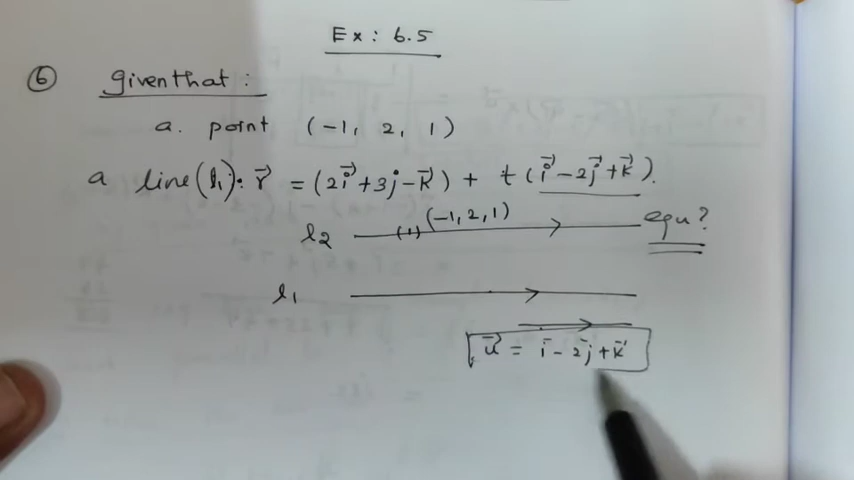 Ex: 6.5
⑥ Given that:
a. point (-1, 2, 1)
a line (l₁): r⃗ = (2i⃗ + 3j - k⃗) + t(i⃗ - 2j⃗ + k⃗).
l₂ (-1, 2, 1) equ?
l₁
u⃗ = i⃗ - 2j⃗ + k⃗